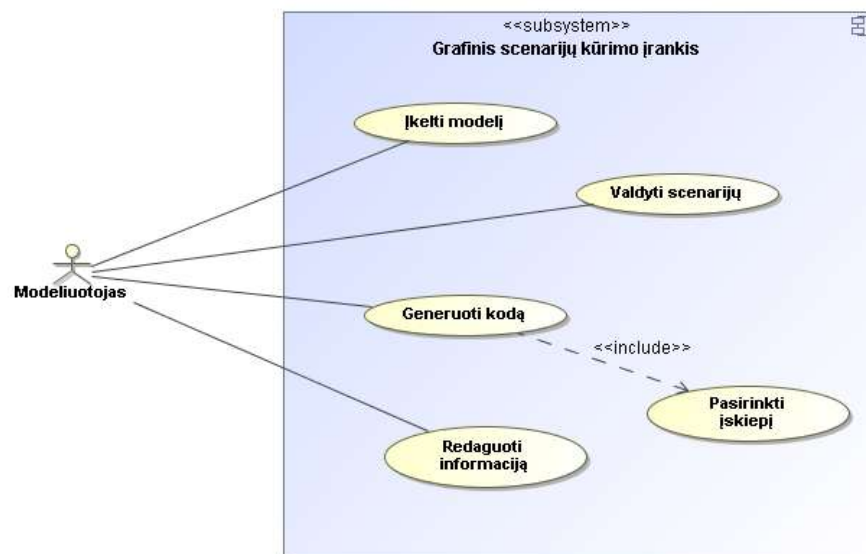 <<subsystem>>
Grafinis scenarijų kūrimo įrankis
Įkelti modelį
Valdyti scenarijų
Modeliuotojas
Generuoti kodą
<<include>>
Pasirinkti
įskiepį
Redaguoti
informaciją